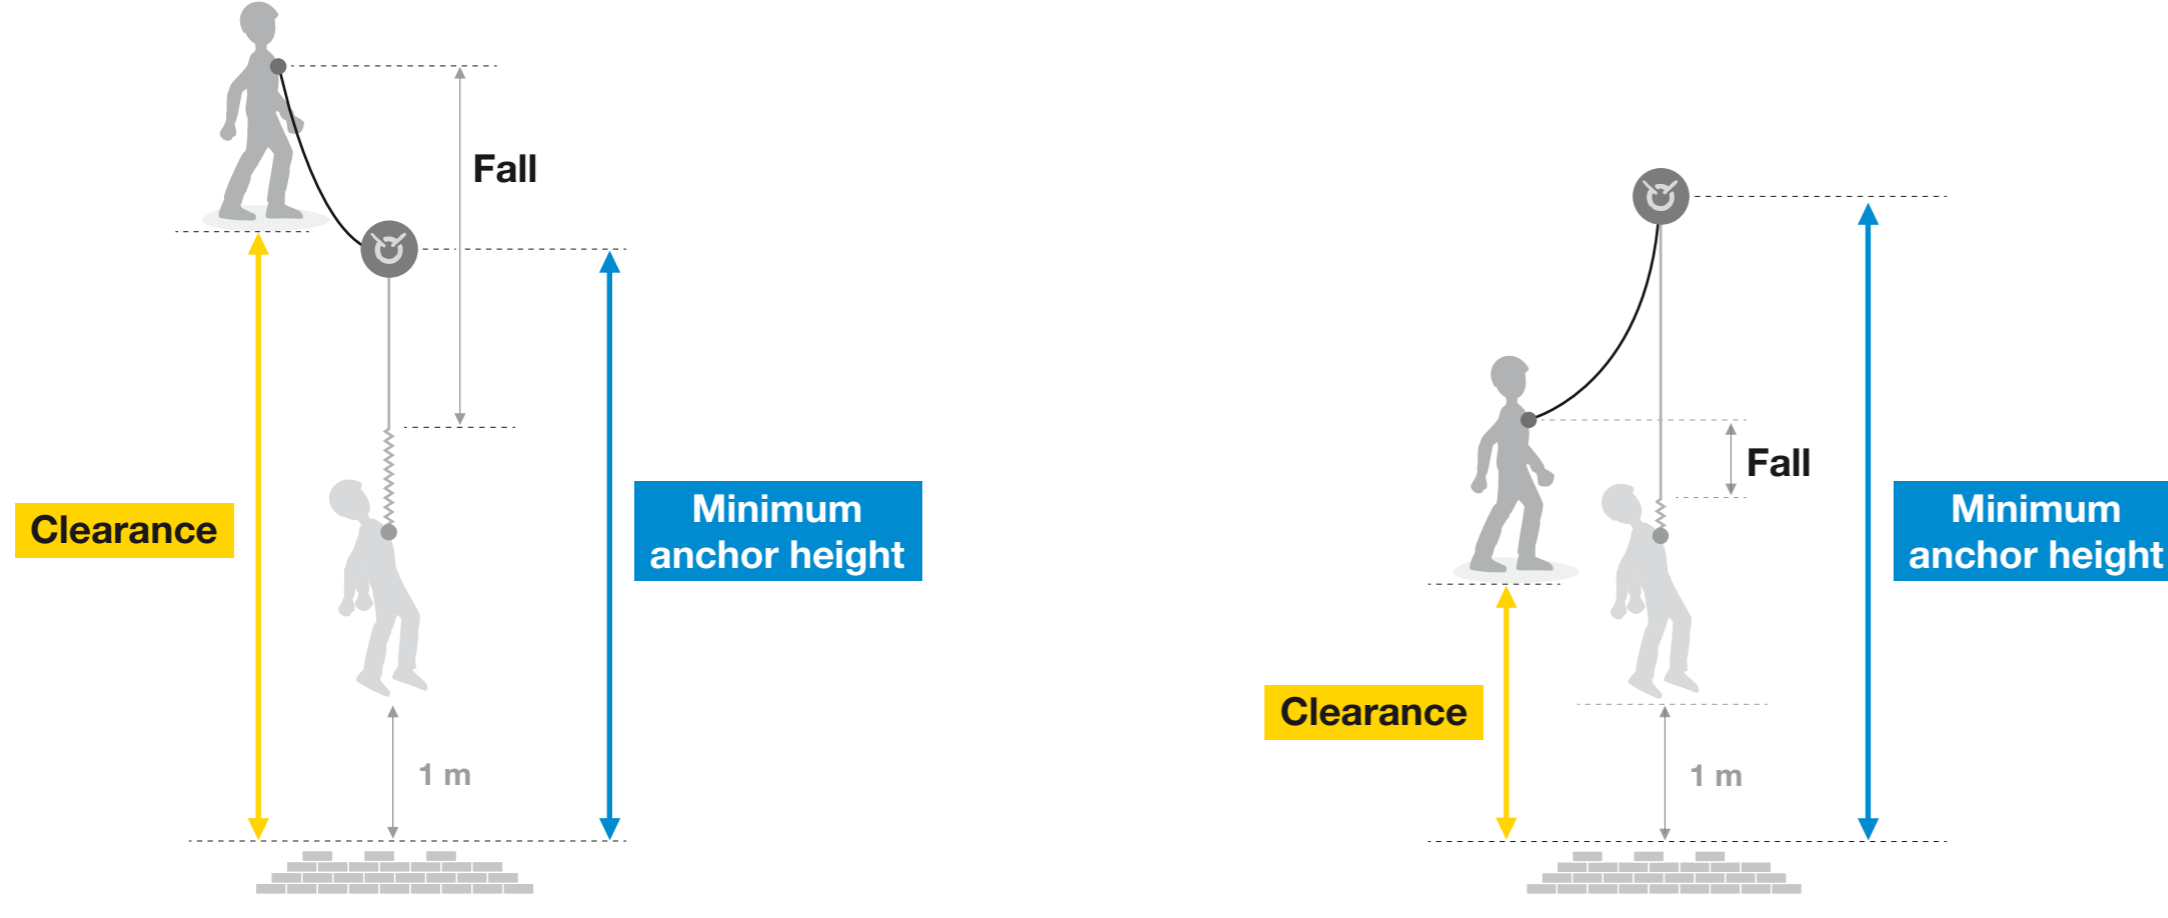 Fall
Clearance
Minimum
anchor height
1 m
Fall
Minimum
anchor height
Clearance
1 m